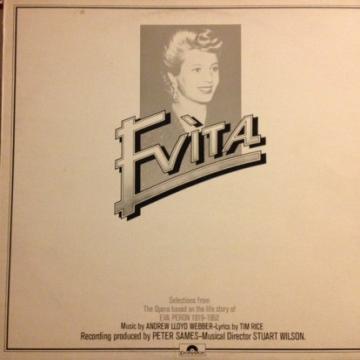 EVITA
Selections from
The Opera based on the life story of
EVA PERON 1919-1952
Music by ANDREW LLOYD WEBBER-Lyrics by TIM RICE
Recording produced by PETER SAMES-Musical Director STUART WILSON.